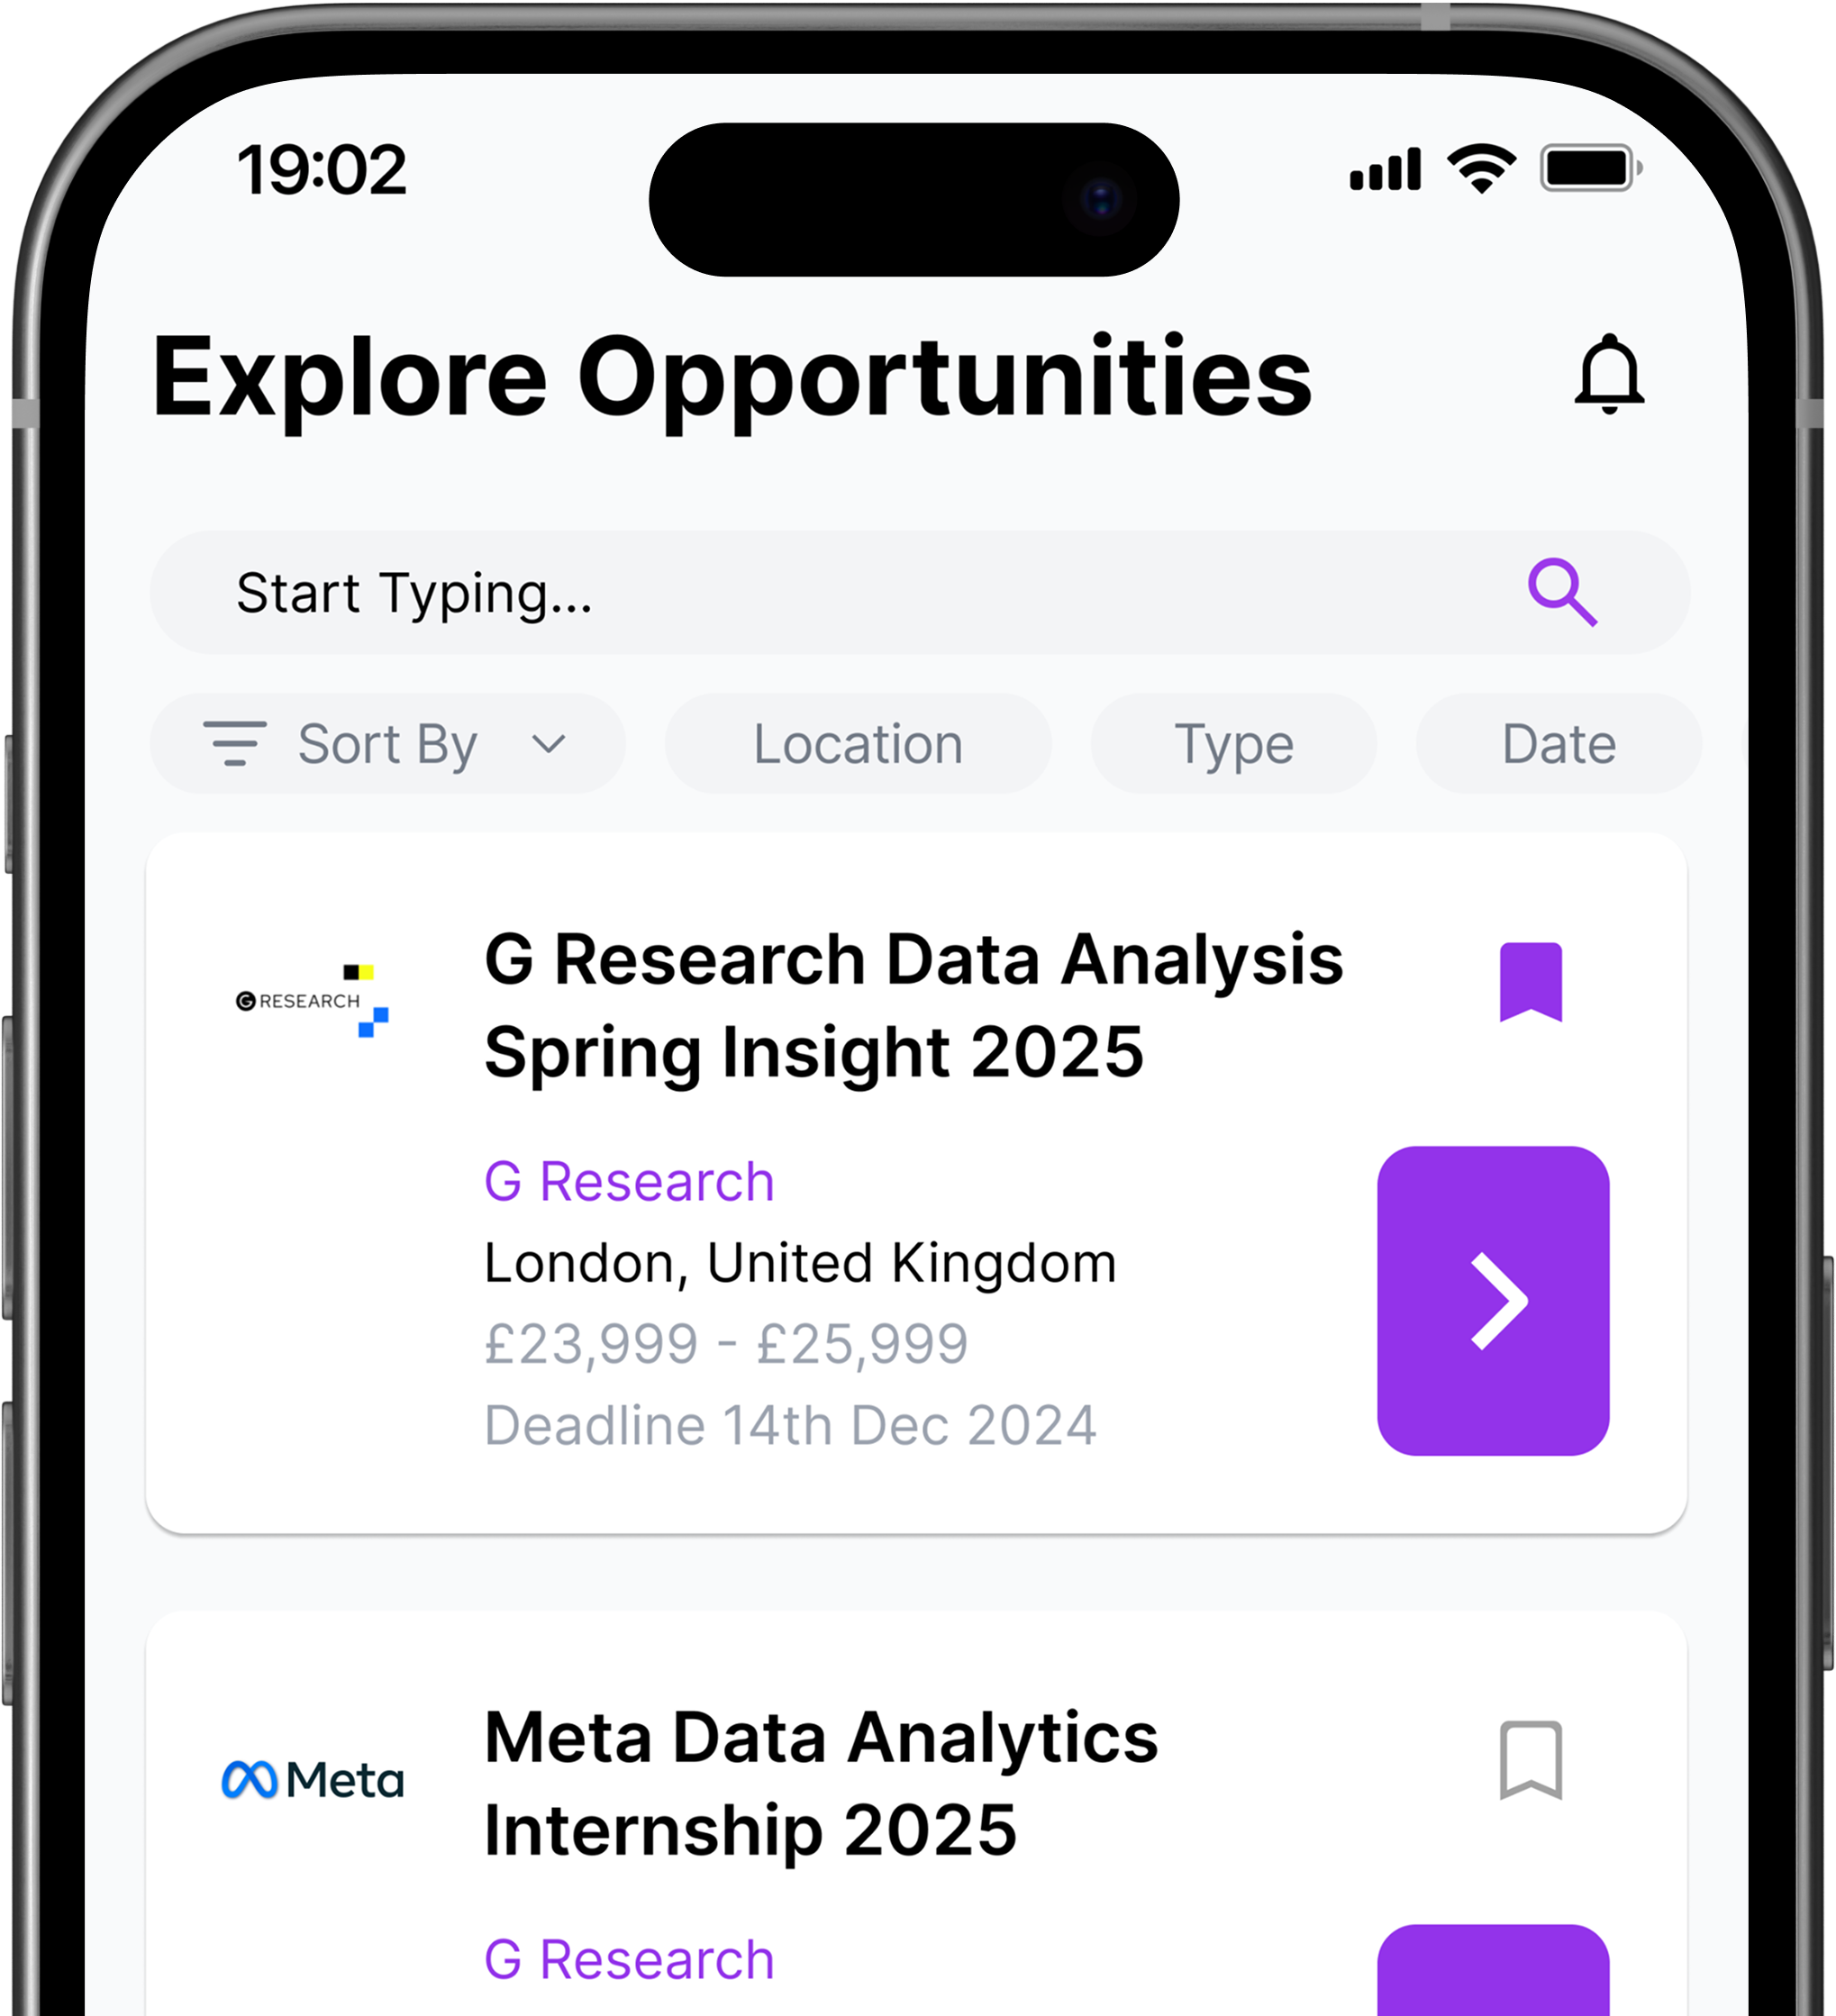 19:02
Explore Opportunities
Start Typing...
Sort By Location Type Date
G RESEARCH
G Research Data Analysis
Spring Insight 2025
G Research
London, United Kingdom
£23,999 - £25,999
Deadline 14th Dec 2024
Meta
Meta Data Analytics
Internship 2025
G Research